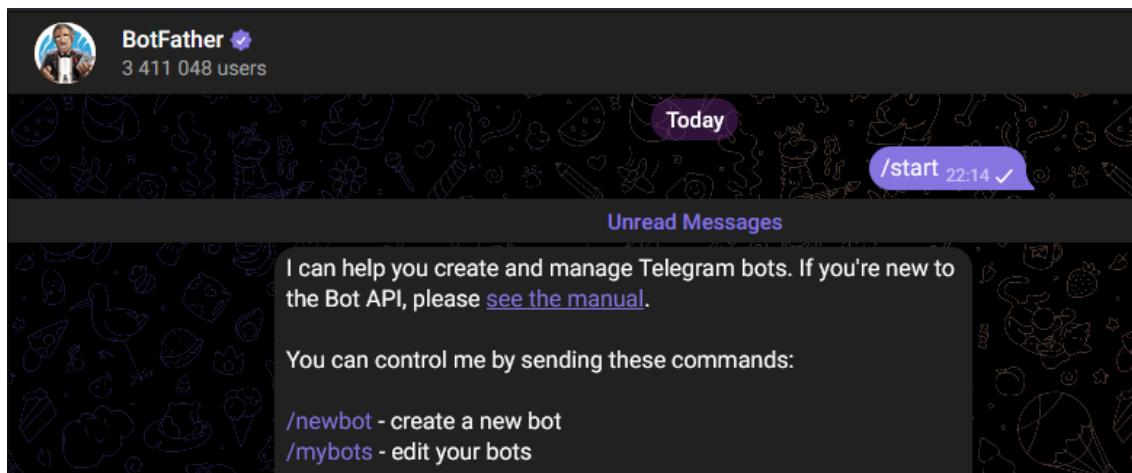 BotFather
3 411 048 users
Today
/start 22:14
Unread Messages
I can help you create and manage Telegram bots. If you're new to
the Bot API, please see the manual.
You can control me by sending these commands:
/newbot - create a new bot
/mybots - edit your bots